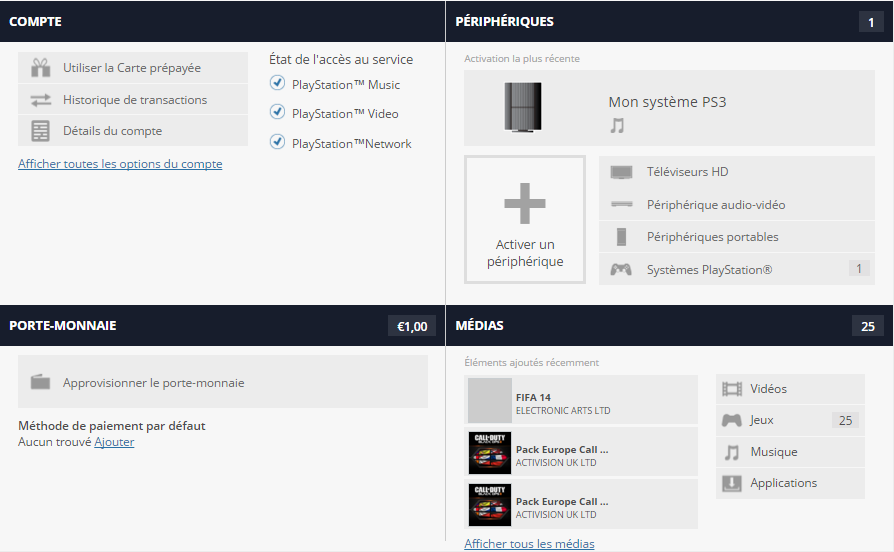 COMPTE
Utiliser la Carte prépayée
Historique de transactions
Détails du compte
Afficher toutes les options du compte
État de l'accès au service
PlayStation™ Music
PlayStation™ Video
PlayStation™Network
PÉRIPHÉRIQUES 1
Activation la plus récente
Mon système PS3
Activer un
périphérique
Téléviseurs HD
Périphérique audio-vidéo
Périphériques portables
Systèmes PlayStation® 1
PORTE-MONNAIE €1,00
Approvisionner le porte-monnaie
Méthode de paiement par défaut
Aucun trouvé Ajouter
MÉDIAS 25
Éléments ajoutés récemment
FIFA 14
ELECTRONIC ARTS LTD
CALL OF DUTY
Pack Europe Call ...
ACTIVISION UK LTD
CALL OF DUTY
Pack Europe Call ...
ACTIVISION UK LTD
Afficher tous les médias
Vidéos
Jeux 25
Musique
Applications